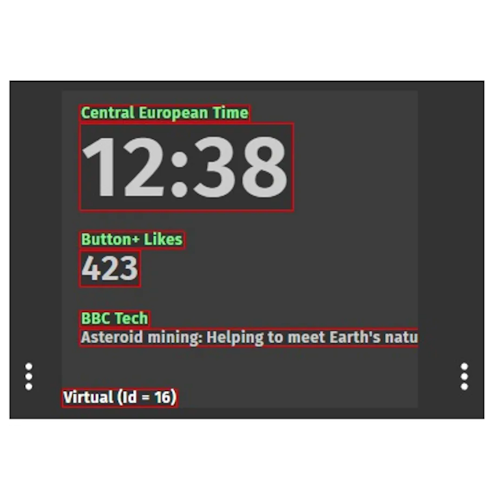 Central European Time
12:38
Button+ Likes
423
BBC Tech
Asteroid mining: Helping to meet Earth's natu
Virtual (Id = 16)